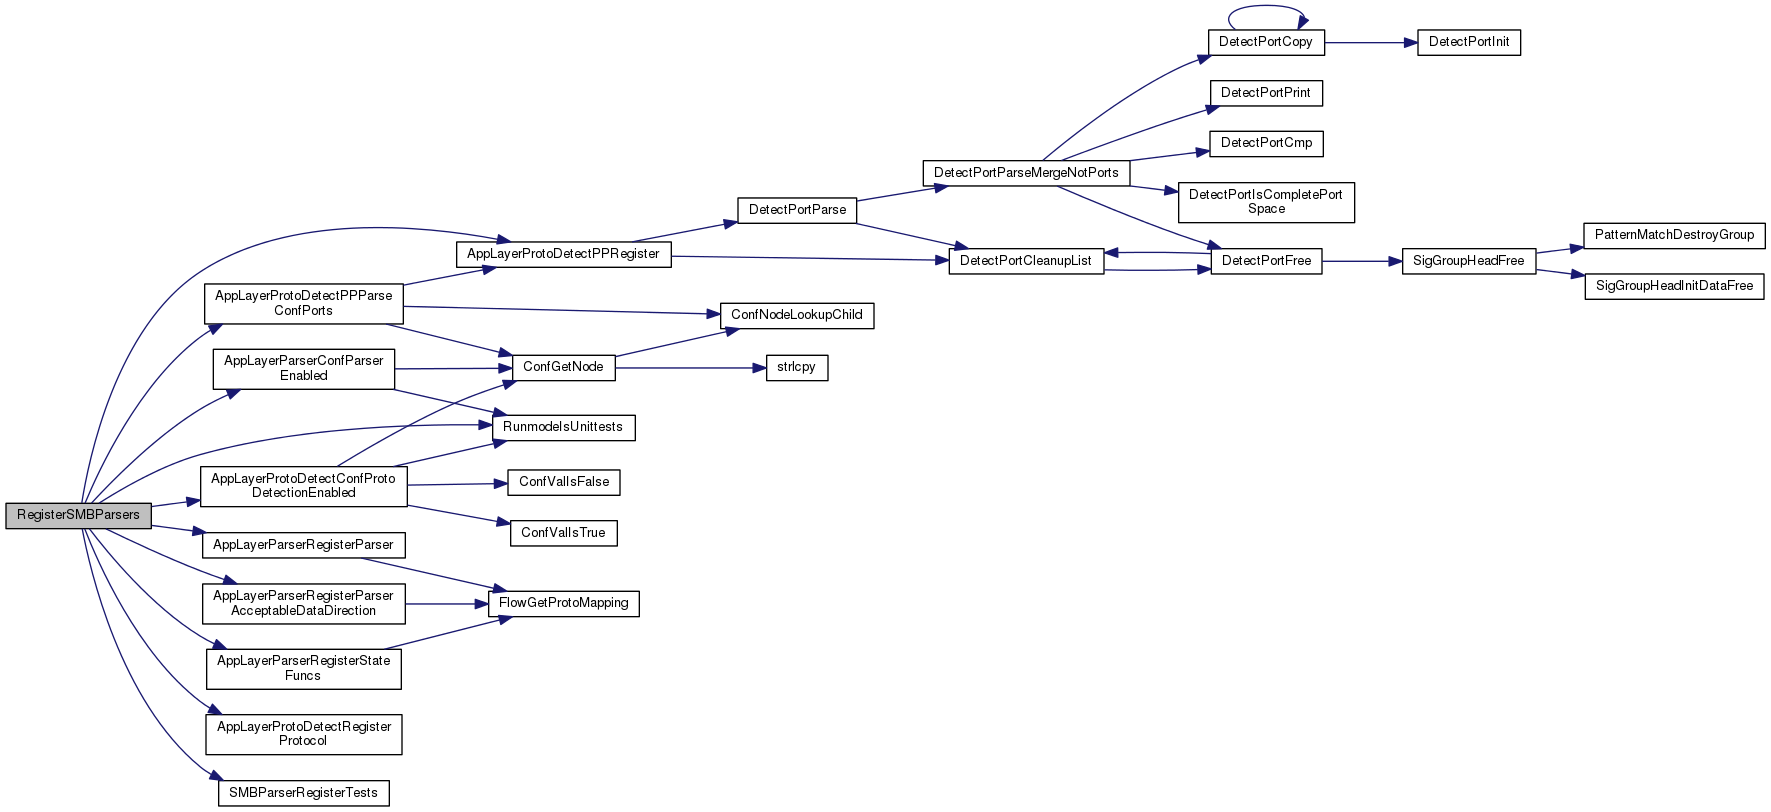 DetectPortCopy
DetectPortInit
DetectPortPrint
DetectPortCmp
DetectPortParseMergeNotPorts
DetectPortIsCompletePort
Space
DetectPortParse
AppLayerProtoDetectPPRegister
DetectPortCleanupList
DetectPortFree
SigGroupHeadFree
PatternMatchDestroyGroup
SigGroupHeadInitDataFree
AppLayerProtoDetectPPParse
ConfPorts
ConfNodeLookupChild
AppLayerParserConfParser
Enabled
ConfGetNode
strlcpy
RunmodeIsUnittests
AppLayerProtoDetectConfProto
DetectionEnabled
ConfValIsFalse
ConfValIsTrue
RegisterSMBParsers
AppLayerParserRegisterParser
AppLayerParserRegisterParser
AcceptableDataDirection
FlowGetProtoMapping
AppLayerParserRegisterState
Funcs
AppLayerProtoDetectRegister
Protocol
SMBParserRegisterTests